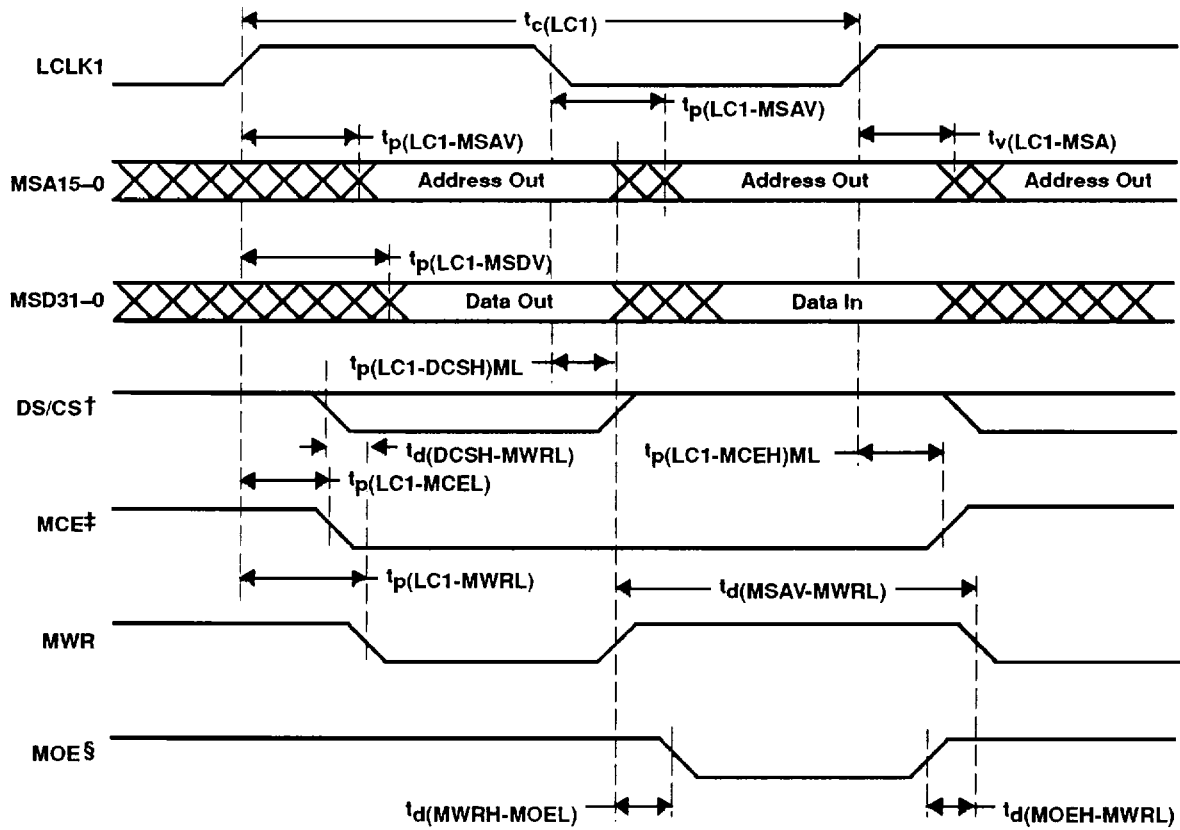 tc(LC1)
LCLK1
tp(LC1-MSAV)
tp(LC1-MSAV)
tv(LC1-MSA)
MSA15–0
Address Out
Address Out
Address Out
tp(LC1-MSDV)
MSD31–0
Data Out
Data In
tp(LC1-DCSH)ML
DS/CS†
td(DCSH-MWRL)
tp(LC1-MCEH)ML
tp(LC1-MCEL)
MCE‡
tp(LC1-MWRL)
td(MSAV-MWRL)
MWR
MOE§
td(MWRH-MOEL)
td(MOEH-MWRL)